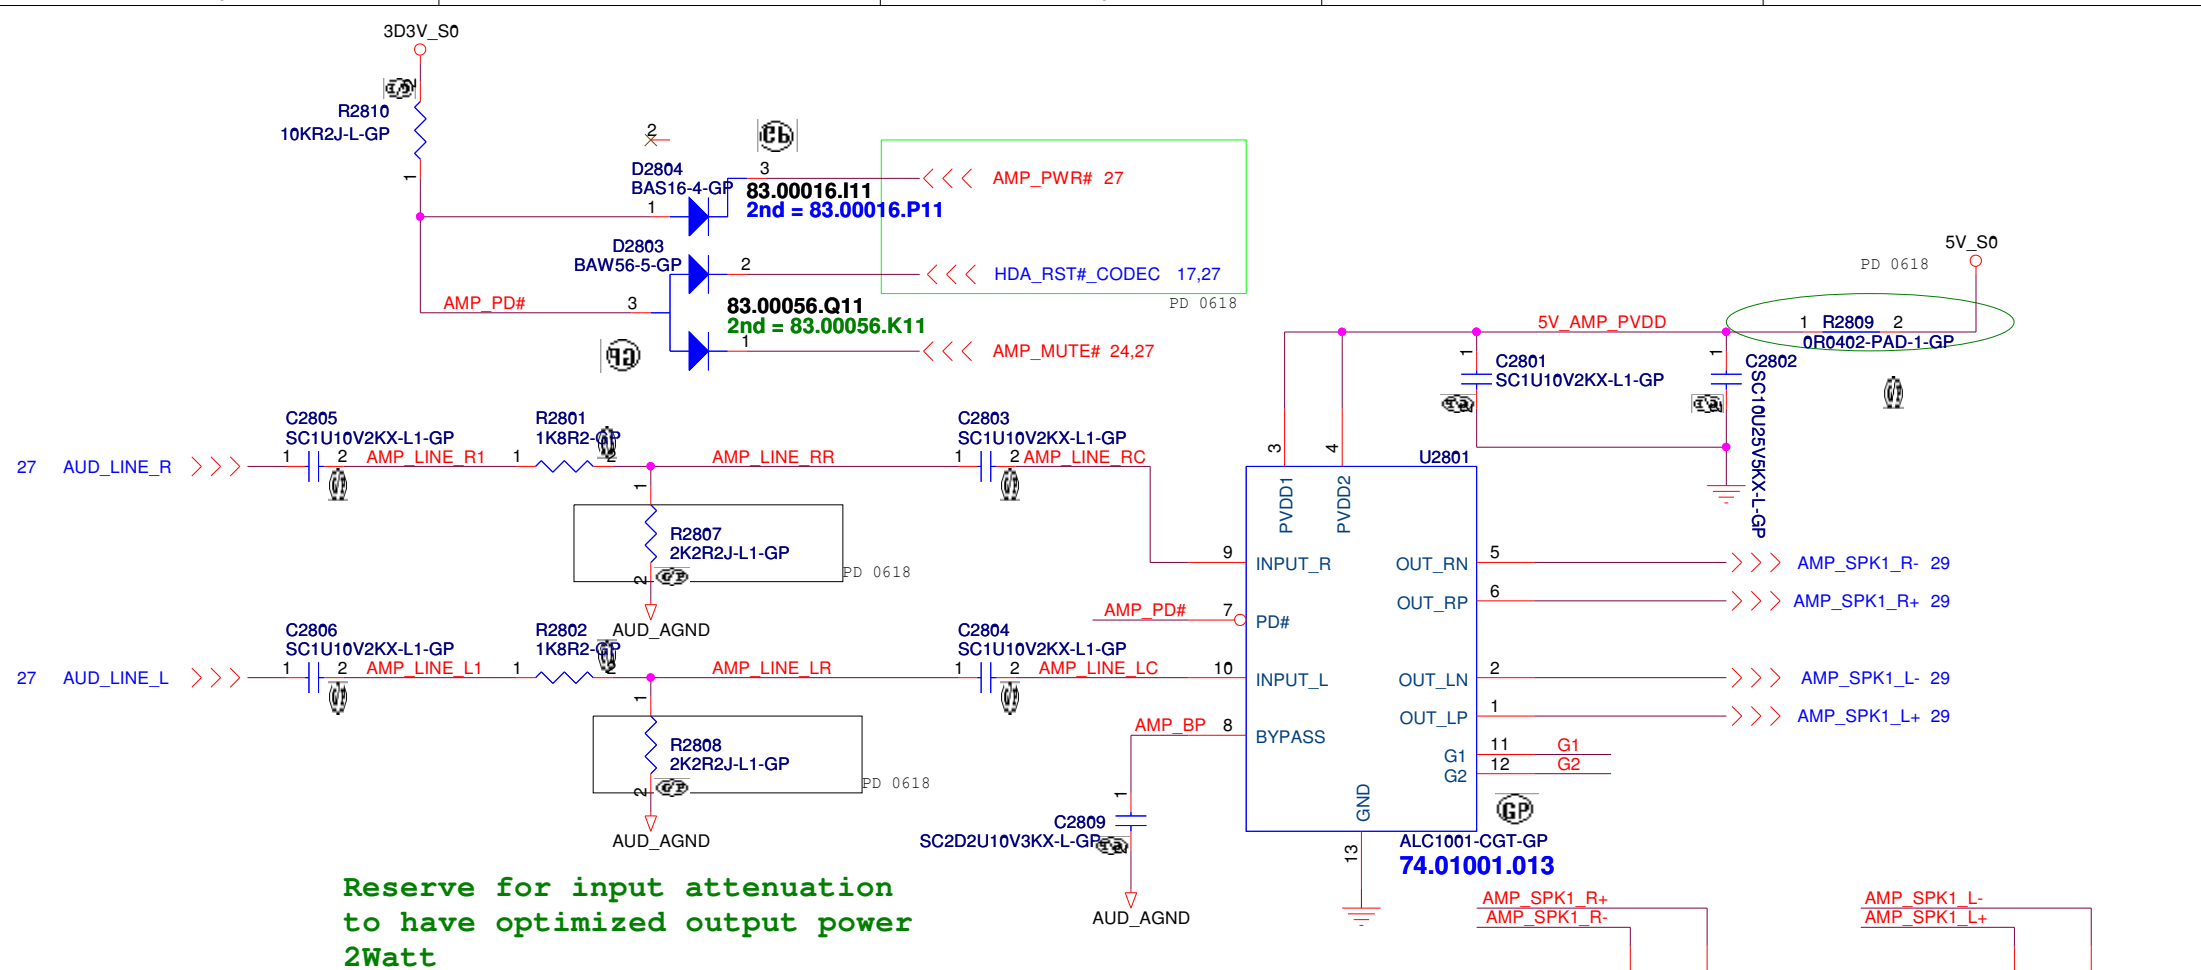 3D3V_S0
R2810
10KR2J-L-GP
1
2
D2804
BAS16-4-GP
1
3
83.00016.I11
2nd = 83.00016.P11
AMP_PWR# 27
D2803
BAW56-5-GP
2
HDA_RST#_CODEC 17,27
AMP_PD#
3
83.00056.Q11
2nd = 83.00056.K11
PD 0618
1
AMP_MUTE# 24,27
5V_S0
PD 0618
5V_AMP_PVDD
1 R2809 2
0R0402-PAD-1-GP
1
C2801
SC1U10V2KX-L1-GP
1
C2802
SC10U25V5KX-L-GP
C2805
SC1U10V2KX-L1-GP
27 AUD_LINE_R
1 2
AMP_LINE_R1
R2801
1K8R2-GP
1 2
AMP_LINE_RR
C2803
SC1U10V2KX-L1-GP
1 2
AMP_LINE_RC
1
R2807
2K2R2J-L1-GP
2
PD 0618
AUD_AGND
C2806
SC1U10V2KX-L1-GP
27 AUD_LINE_L
1 2
AMP_LINE_L1
R2802
1K8R2-GP
1 2
AMP_LINE_LR
C2804
SC1U10V2KX-L1-GP
1 2
AMP_LINE_LC
1
R2808
2K2R2J-L1-GP
2
PD 0618
AUD_AGND
U2801
3
PVDD1
4
PVDD2
9 INPUT_R
AMP_PD# 7 PD#
10 INPUT_L
AMP_BP 8 BYPASS
OUT_RN 5 AMP_SPK1_R- 29
OUT_RP 6 AMP_SPK1_R+ 29
OUT_LN 2 AMP_SPK1_L- 29
OUT_LP 1 AMP_SPK1_L+ 29
G1 11 G1
G2 12 G2
GND
13
GP
ALC1001-CGT-GP
74.01001.013
1
C2809
SC2D2U10V3KX-L-GP
AUD_AGND
Reserve for input attenuation
to have optimized output power
2Watt
AMP_SPK1_R+
AMP_SPK1_R-
AMP_SPK1_L-
AMP_SPK1_L+